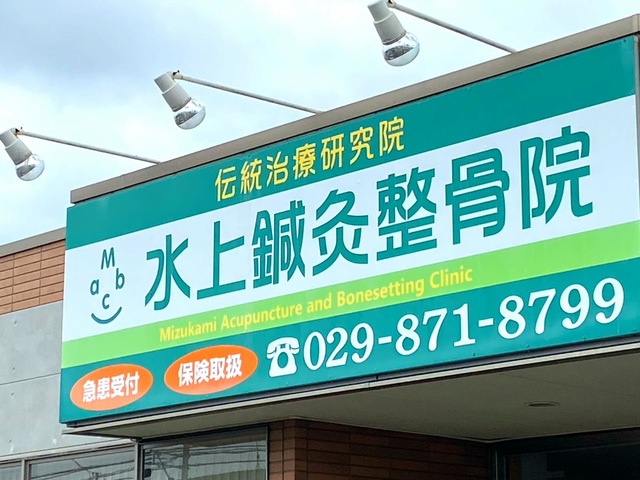 伝統治療研究院
水上鍼灸整骨院
M
a b
c
Mizukami Acupuncture and Bonesetting Clinic
急患受付 保険取扱 ☎029-871-8799